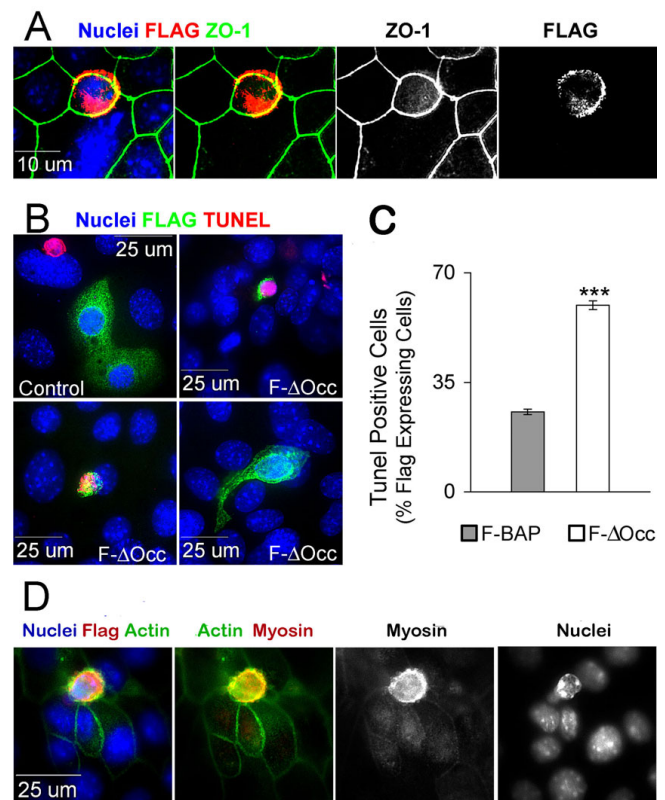 A
Nuclei FLAG ZO-1
ZO-1
FLAG
10 um
B
Nuclei FLAG TUNEL
25 um
Control
25 um
F-ΔOcc
25 um
F-ΔOcc
F-ΔOcc
25 um
C
Tunel Positive Cells
(% Flag Expressing Cells)
70
35
0
***
F-BAP
F-ΔOcc
D
Nuclei Flag Actin
Actin Myosin
Myosin
Nuclei
25 um